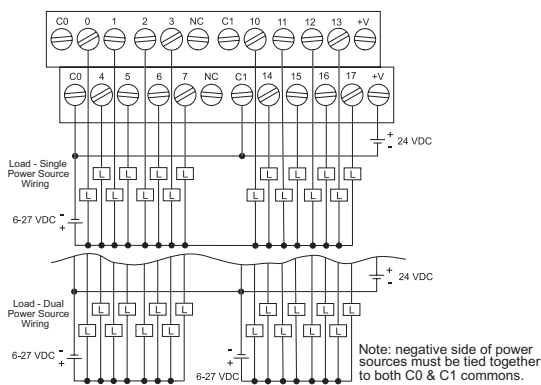 C0 0 1 2 3 NC C1 10 11 12 13 +V
C0 4 5 6 7 NC C1 14 15 16 17 +V
+
-
24 VDC
Load - Single
Power Source
Wiring
L L L L L L L L
L L L L L L L L
6-27 VDC
-
+
+
-
24 VDC
Load - Dual
Power Source
Wiring
L L L L L L L L
L L L L L L L L
6-27 VDC
-
+
6-27 VDC
-
+
Note: negative side of power
sources must be tied together
to both C0 & C1 commons.